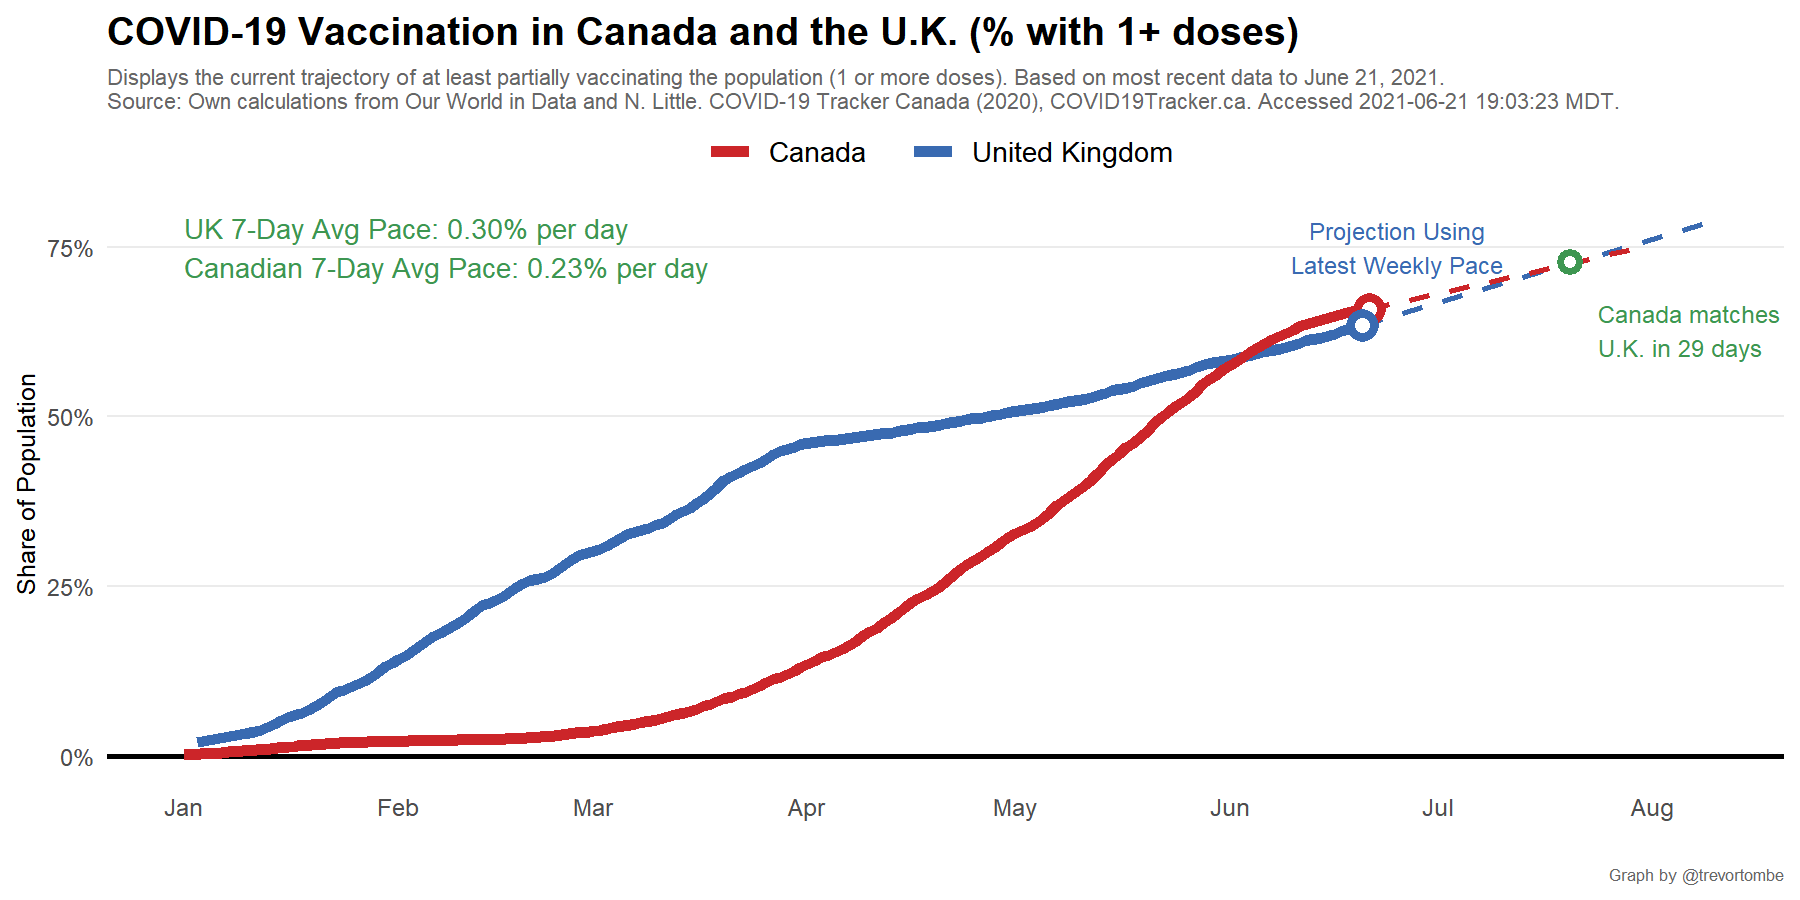 COVID-19 Vaccination in Canada and the U.K. (% with 1+ doses)
Displays the current trajectory of at least partially vaccinating the population (1 or more doses). Based on most recent data to June 21, 2021.
Source: Own calculations from Our World in Data and N. Little. COVID-19 Tracker Canada (2020), COVID19Tracker.ca. Accessed 2021-06-21 19:03:23 MDT.
Canada United Kingdom
UK 7-Day Avg Pace: 0.30% per day
Canadian 7-Day Avg Pace: 0.23% per day
Projection Using
Latest Weekly Pace
Canada matches
U.K. in 29 days
Share of Population
75%
50%
25%
0%
Jan Feb Mar Apr May Jun Jul Aug
Graph by @trevortombe